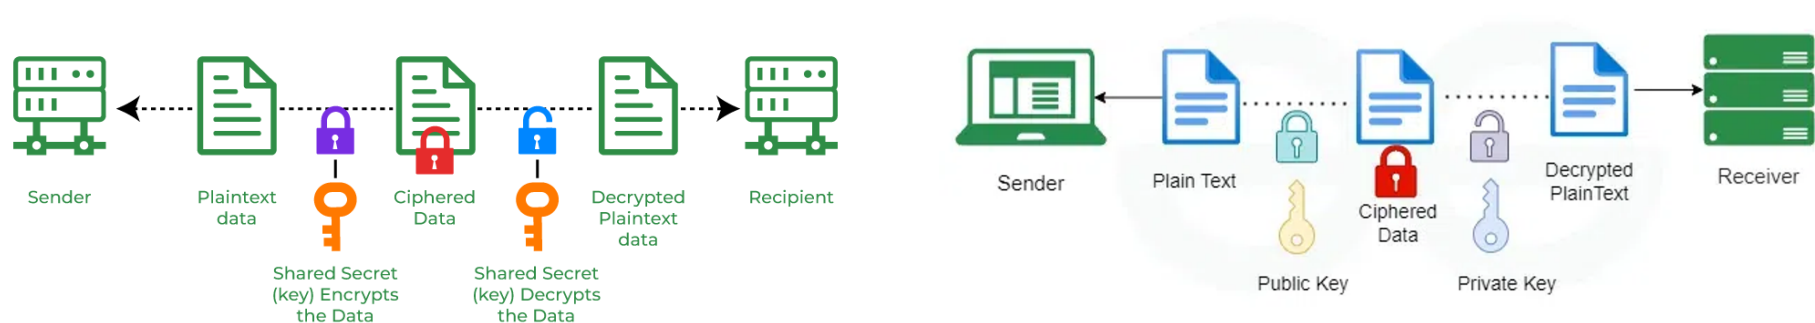 Sender
Plaintext
data
Shared Secret
(key) Encrypts
the Data
Ciphered
Data
Shared Secret
(key) Decrypts
the Data
Decrypted
Plaintext
data
Recipient
Sender
Plain Text
Public Key
Ciphered
Data
Private Key
Decrypted
PlainText
Receiver